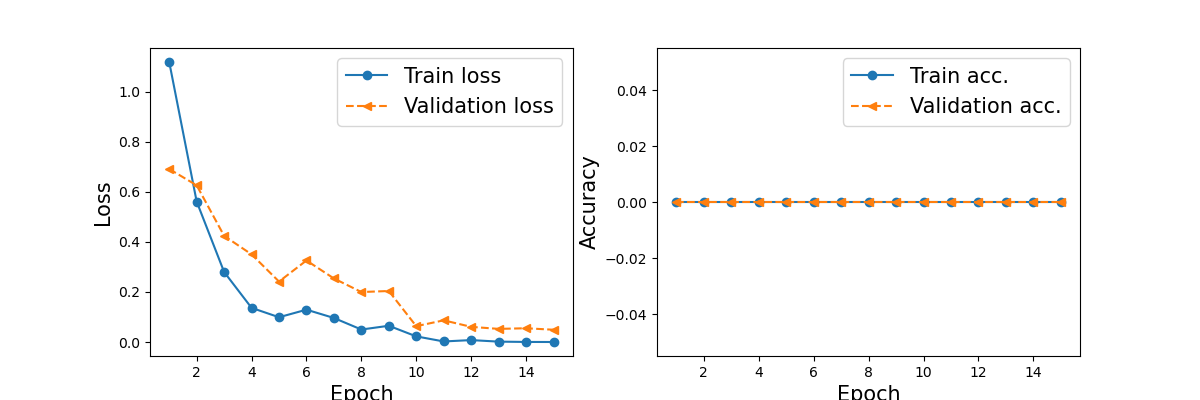 Train loss
Validation loss
1.0
0.8
0.6
0.4
0.2
0.0
Loss
2 4 6 8 10 12 14
Epoch
Train acc.
Validation acc.
0.04
0.02
0.00
−0.02
−0.04
Accuracy
2 4 6 8 10 12 14
Epoch